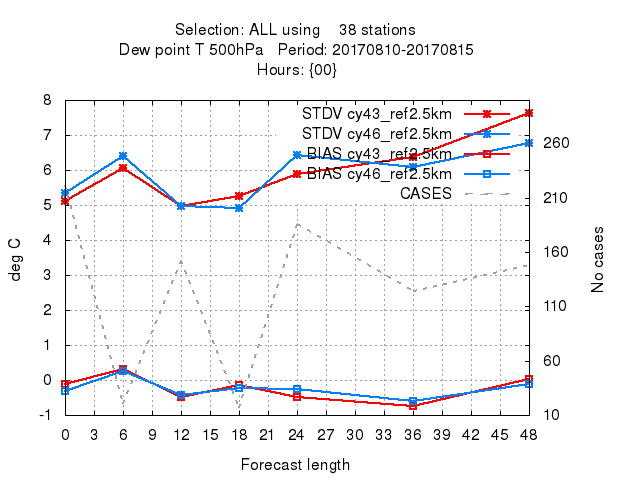 Selection: ALL using    38 stations
Dew point T 500hPa   Period: 20170810-20170815
Hours: {00}
STDV cy43_ref2.5km
STDV cy46_ref2.5km
BIAS cy43_ref2.5km
BIAS cy46_ref2.5km
CASES
8
7
6
5
4
3
2
1
0
-1
deg C
260
210
160
110
60
10
No cases
0 3 6 9 12 15 18 21 24 27 30 33 36 39 42 45 48
Forecast length